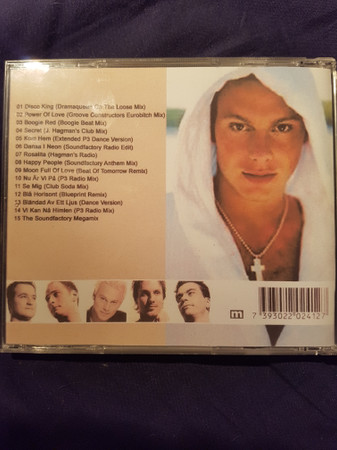 01 Disco King (Dramaqueen On The Loose Mix)
02 Power Of Love (Groove Constructors Eurobitch Mix)
03 Boogie Red (Boogie Beat Mix)
04 Secret (J. Hagman's Club Mix)
05 Kom Hem (Extended P3 Dance Version)
06 Dansa I Neon (Soundfactory Radio Edit)
07 Rosalita (Hagman's Radio)
08 Happy People (Soundfactory Anthem Mix)
09 Moon Full Of Love (Beat Of Tomorrow Remix)
10 Nu Är Vi På (P3 Radio Mix)
11 Se Mig (Club Soda Mix)
12 Blå Horisont (Blueprint Remix)
13 Bländad Av Ett Ljus (Dance Version)
14 Vi Kan Nå Himlen (P3 Radio Mix)
15 The Soundfactory Megamix
m
7 393022 024127